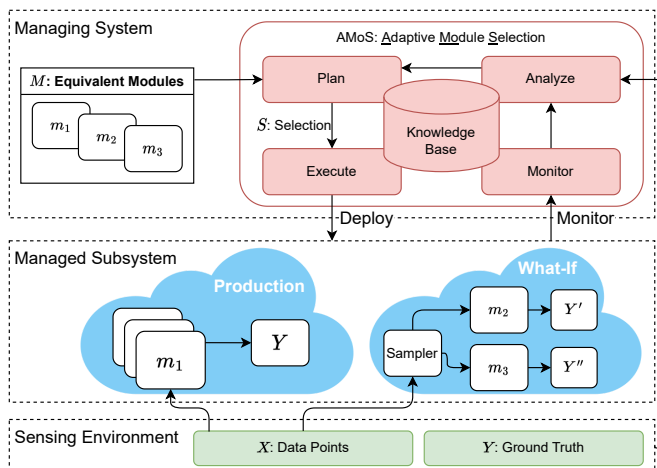 Managing System
AMoS: Adaptive Module Selection
M: Equivalent Modules
m₁
m₂
m₃
Plan
Analyze
S: Selection
Knowledge
Base
Execute
Monitor
Deploy
Monitor
Managed Subsystem
Production
What-If
m₁
Y
Sampler
m₂
Y′
m₃
Y″
Sensing Environment
X: Data Points
Y: Ground Truth